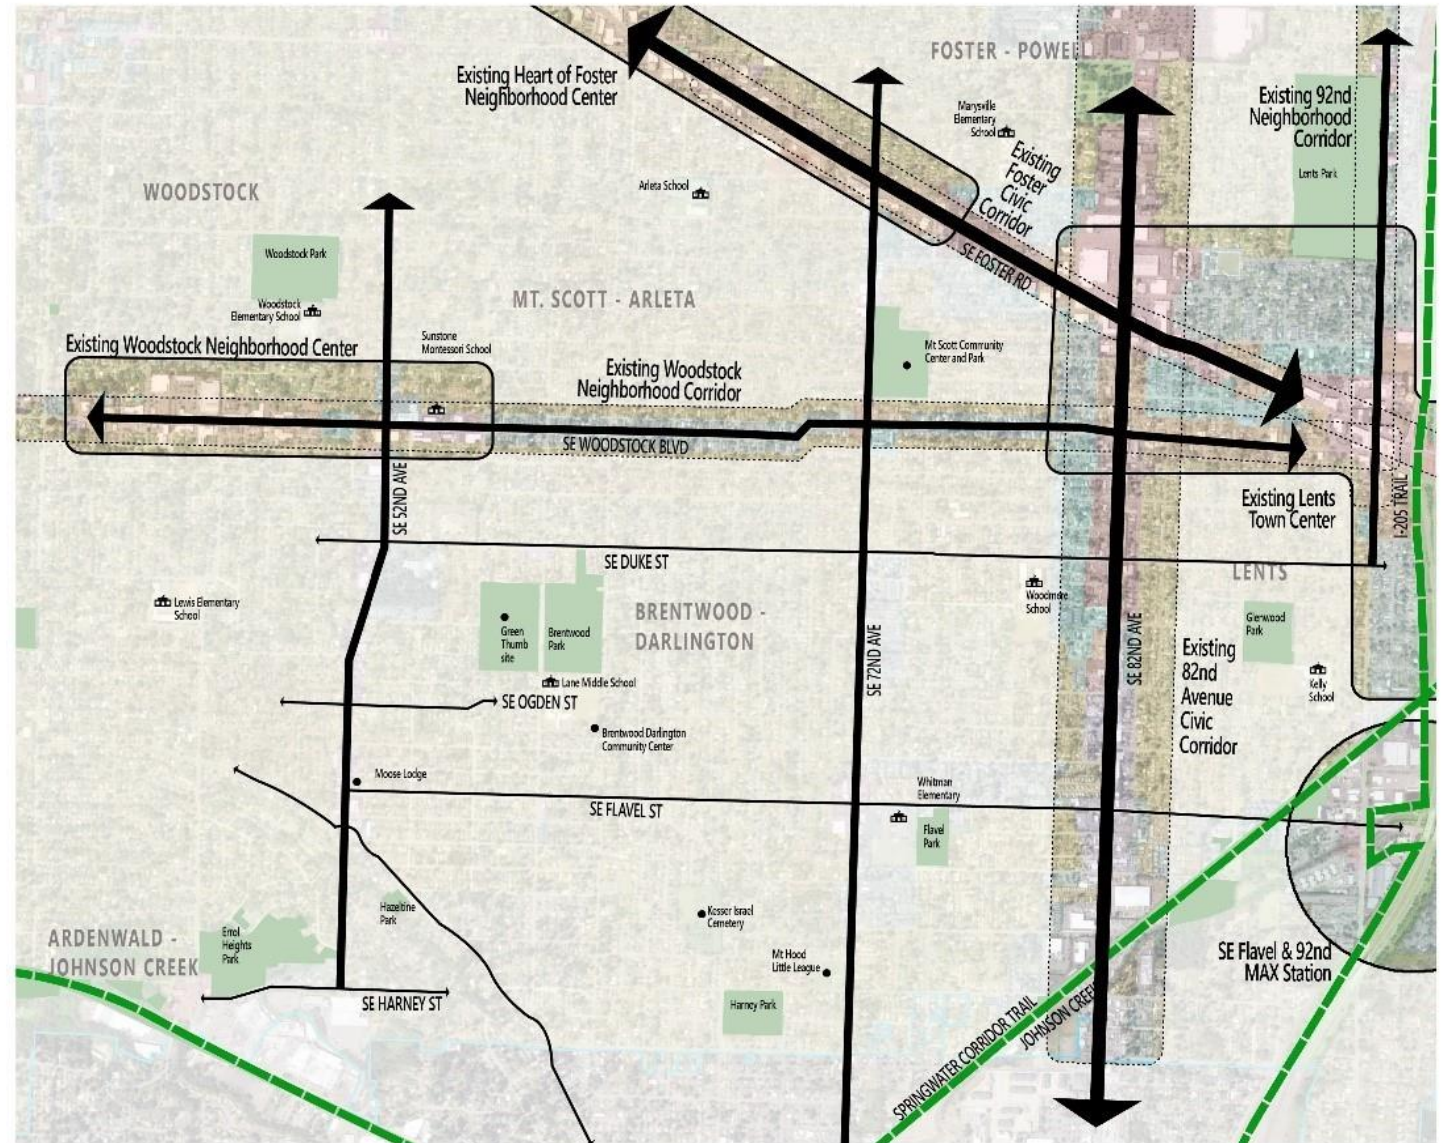 FOSTER - POWELL
Existing Heart of Foster
Neighborhood Center
Marysville
Elementary
School
Existing 92nd
Neighborhood
Corridor
Existing
Foster
Civic
Corridor
Lents Park
Arleta School
WOODSTOCK
Woodstock Park
Woodstock
Elementary School
SE FOSTER RD
MT. SCOTT - ARLETA
Existing Woodstock Neighborhood Center
Sunstone
Montessori School
Mt Scott Community
Center and Park
Existing Woodstock
Neighborhood Corridor
SE WOODSTOCK BLVD
SE 52ND AVE
Existing Lents
Town Center
I-205 TRAIL
SE DUKE ST
LENTS
Lewis Elementary
School
Green
Thumb
site
Brentwood
Park
BRENTWOOD -
DARLINGTON
Woodmere
School
Glenwood
Park
SE 72ND AVE
SE 82ND AVE
Existing
82nd
Avenue
Civic
Corridor
Kelly
School
Lane Middle School
SE OGDEN ST
Brentwood Darlington
Community Center
Moose Lodge
SE FLAVEL ST
Whitman
Elementary
Flavel
Park
Hazeltine
Park
Errol
Heights
Park
ARDENWALD -
JOHNSON CREEK
Kesser Israel
Cemetery
Mt Hood
Little League
SE Flavel & 92nd
MAX Station
SE HARNEY ST
Harney Park
SPRINGWATER CORRIDOR TRAIL
JOHNSON CREEK